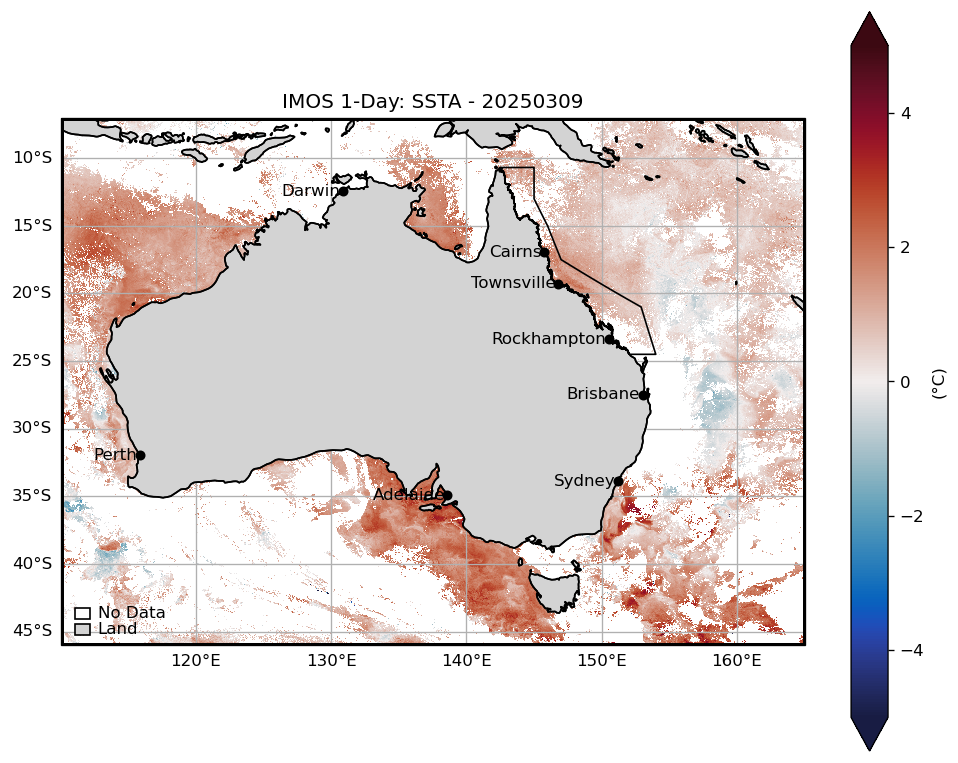 IMOS 1-Day: SSTA - 20250309
4
10°S
Darwin
15°S
2
Cairns
Townsville
20°S
Rockhampton
25°S
0
(°C)
Brisbane
30°S
Perth
Sydney
35°S
Adelaide
−2
40°S
No Data
Land
45°S
−4
120°E
130°E
140°E
150°E
160°E